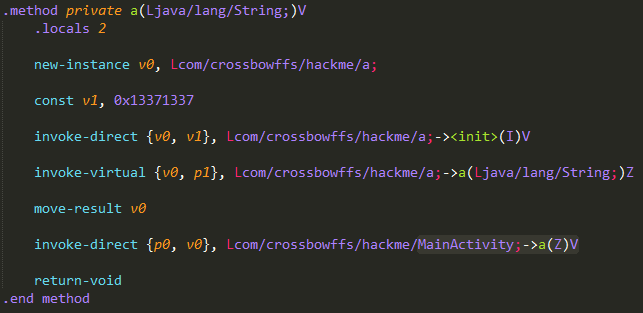 .method private a(Ljava/lang/String;)V
.locals 2
new-instance v0, Lcom/crossbowffs/hackme/a;
const v1, 0x13371337
invoke-direct {v0, v1}, Lcom/crossbowffs/hackme/a;-><init>(I)V
invoke-virtual {v0, p1}, Lcom/crossbowffs/hackme/a;->a(Ljava/lang/String;)Z
move-result v0
invoke-direct {p0, v0}, Lcom/crossbowffs/hackme/MainActivity;->a(Z)V
return-void
.end method